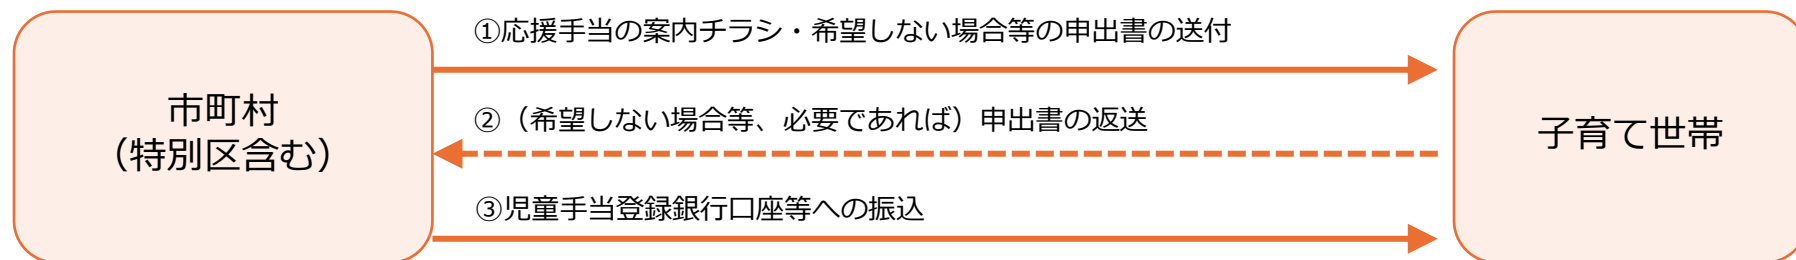 市町村
（特別区含む）
①応援手当の案内チラシ・希望しない場合等の申出書の送付
②（希望しない場合等、必要であれば）申出書の返送
③児童手当登録銀行口座等への振込
子育て世帯